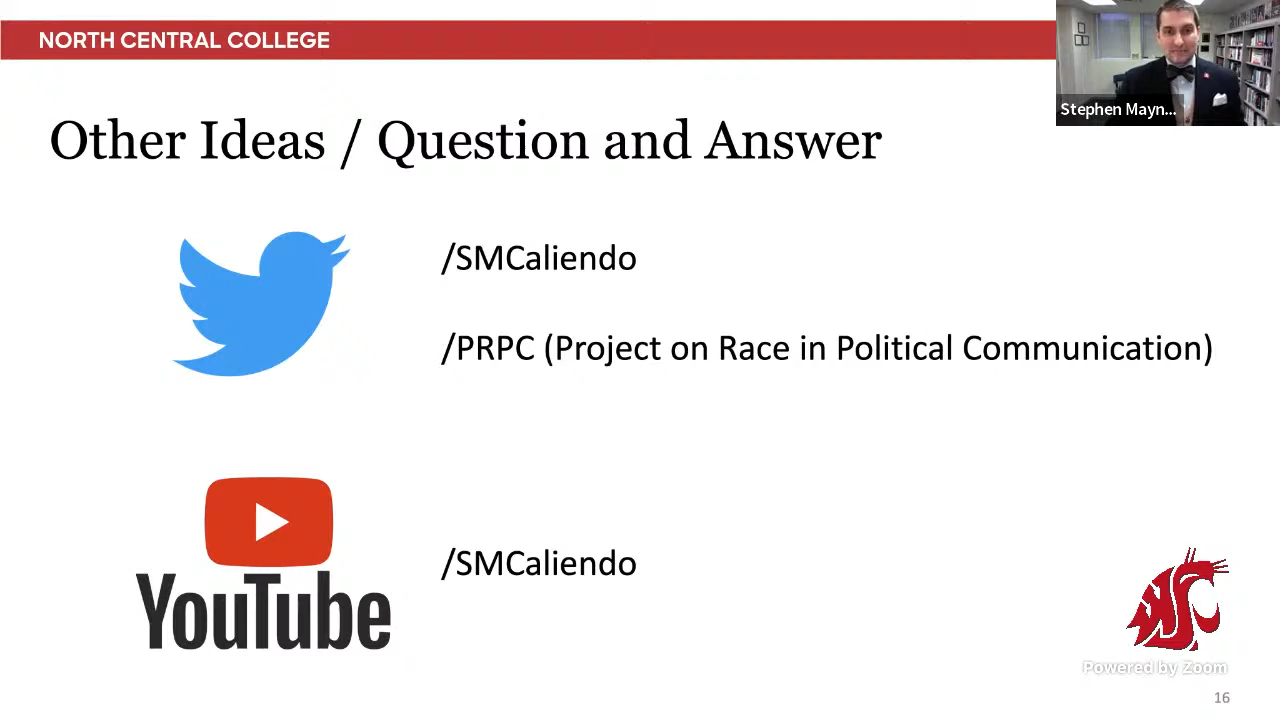 NORTH CENTRAL COLLEGE
Stephen Mayn...
Other Ideas / Question and Answer
/SMCaliendo
/PRPC (Project on Race in Political Communication)
YouTube
/SMCaliendo
WSC
Powered by Zoom
16